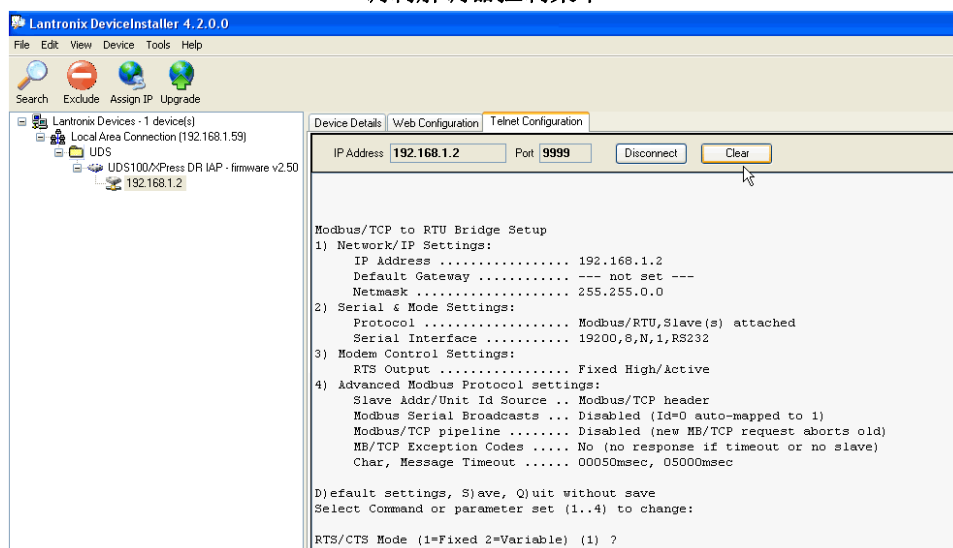 Lantronix DeviceInstaller 4.2.0.0
File Edit View Device Tools Help
Search Exclude Assign IP Upgrade
Lantronix Devices - 1 device(s)
Local Area Connection (192.168.1.59)
UDS
UDS100/XPress DR IAP - firmware v2.50
192.168.1.2
Device Details Web Configuration Telnet Configuration
IP Address 192.168.1.2 Port 9999 Disconnect Clear
Modbus/TCP to RTU Bridge Setup
1) Network/IP Settings:
IP Address ................. 192.168.1.2
Default Gateway ............ --- not set ---
Netmask .................... 255.255.0.0
2) Serial & Mode Settings:
Protocol ................... Modbus/RTU,Slave(s) attached
Serial Interface ........... 19200,8,N,1,RS232
3) Modem Control Settings:
RTS Output ................. Fixed High/Active
4) Advanced Modbus Protocol settings:
Slave Addr/Unit Id Source .. Modbus/TCP header
Modbus Serial Broadcasts ... Disabled (Id=0 auto-mapped to 1)
Modbus/TCP pipeline ........ Disabled (new MB/TCP request aborts old)
MB/TCP Exception Codes ..... No (no response if timeout or no slave)
Char, Message Timeout ...... 00050msec, 05000msec
D)efault settings, S)ave, Q)uit without save
Select Command or parameter set (1..4) to change:
RTS/CTS Mode (1=Fixed 2=Variable) (1) ?